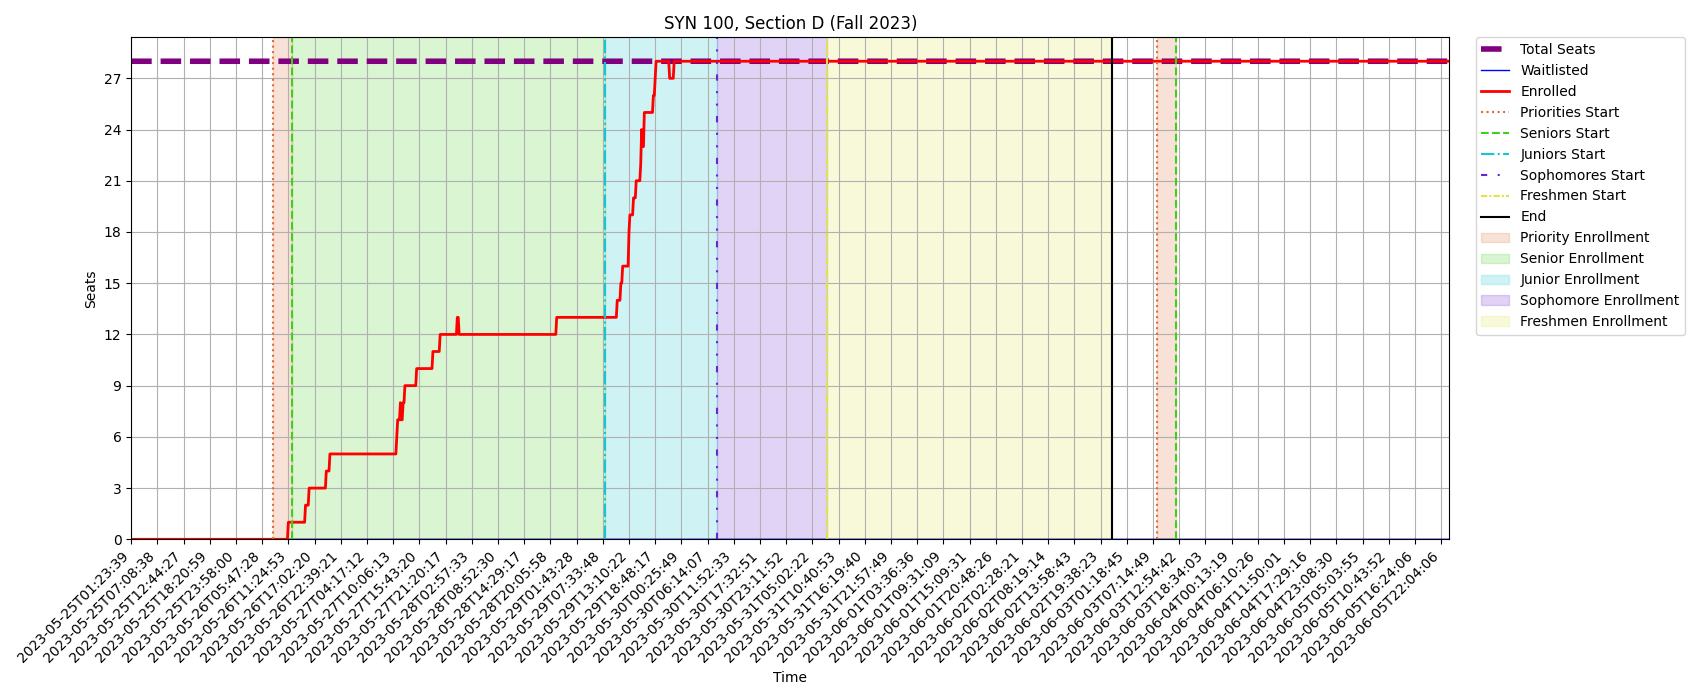 SYN 100, Section D (Fall 2023)
Total Seats
Waitlisted
Enrolled
Priorities Start
Seniors Start
Juniors Start
Sophomores Start
Freshmen Start
End
Priority Enrollment
Senior Enrollment
Junior Enrollment
Sophomore Enrollment
Freshmen Enrollment
Seats
27
24
21
18
15
12
9
6
3
0
2023-05-25T01:23:39
2023-05-25T07:08:38
2023-05-25T12:44:27
2023-05-25T18:20:59
2023-05-25T23:58:00
2023-05-26T05:47:28
2023-05-26T11:24:53
2023-05-26T17:02:20
2023-05-26T22:39:21
2023-05-27T04:17:12
2023-05-27T10:06:13
2023-05-27T15:43:20
2023-05-27T21:20:17
2023-05-28T02:57:33
2023-05-28T08:52:30
2023-05-28T14:29:17
2023-05-28T20:05:58
2023-05-29T01:43:28
2023-05-29T07:33:48
2023-05-29T13:10:22
2023-05-29T18:48:17
2023-05-30T00:25:49
2023-05-30T06:14:07
2023-05-30T11:52:33
2023-05-30T17:32:51
2023-05-30T23:11:52
2023-05-31T05:02:22
2023-05-31T10:40:53
2023-05-31T16:19:40
2023-05-31T21:57:49
2023-06-01T03:36:36
2023-06-01T09:31:09
2023-06-01T15:09:31
2023-06-01T20:48:26
2023-06-02T02:28:21
2023-06-02T08:19:14
2023-06-02T13:58:43
2023-06-02T19:38:23
2023-06-03T01:18:45
2023-06-03T07:14:49
2023-06-03T12:54:42
2023-06-03T18:34:03
2023-06-04T00:13:19
2023-06-04T06:10:26
2023-06-04T11:50:01
2023-06-04T17:29:16
2023-06-04T23:08:30
2023-06-05T05:03:55
2023-06-05T10:43:52
2023-06-05T16:24:06
2023-06-05T22:04:06
Time